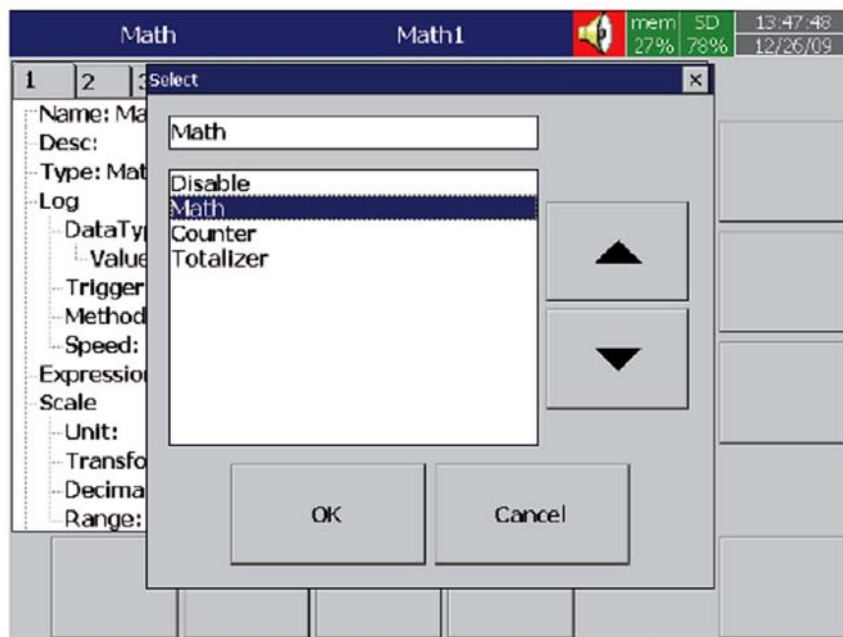 Math Math1 mem 27% SD 78% 13:47:48 12/26/09
1 2
Select
Name: Ma
Desc:
Type: Mat
Log
DataTy
Value
Trigger
Method
Speed:
Expressio
Scale
Unit:
Transfo
Decima
Range:
Math
Disable
Math
Counter
Totalizer
OK Cancel